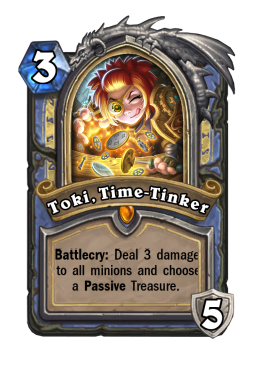 3
Toki, Time-Tinker
Battlecry: Deal 3 damage
to all minions and choose
a Passive Treasure.
5